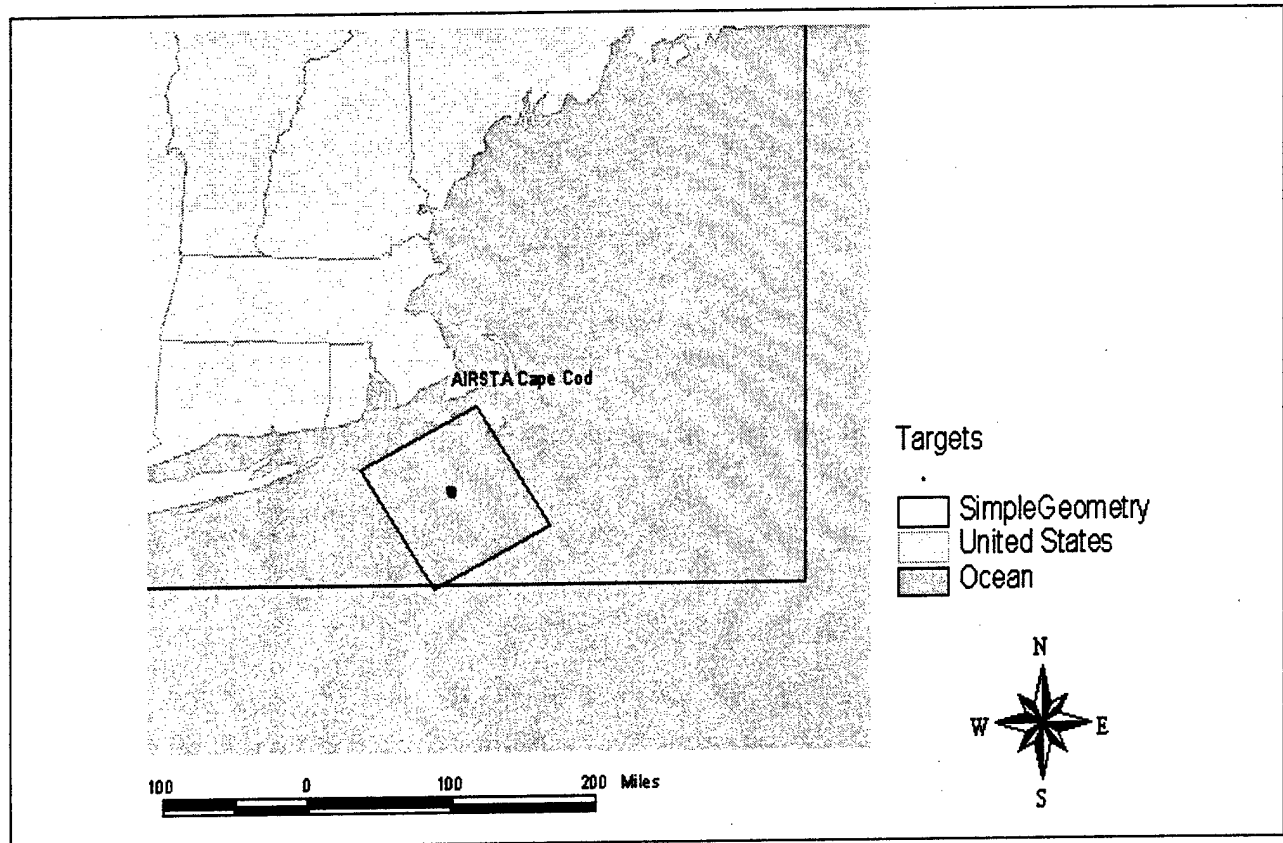 AIRSTA Cape Cod
Targets
SimpleGeometry
United States
Ocean
N
W E
S
100 0 100 200 Miles